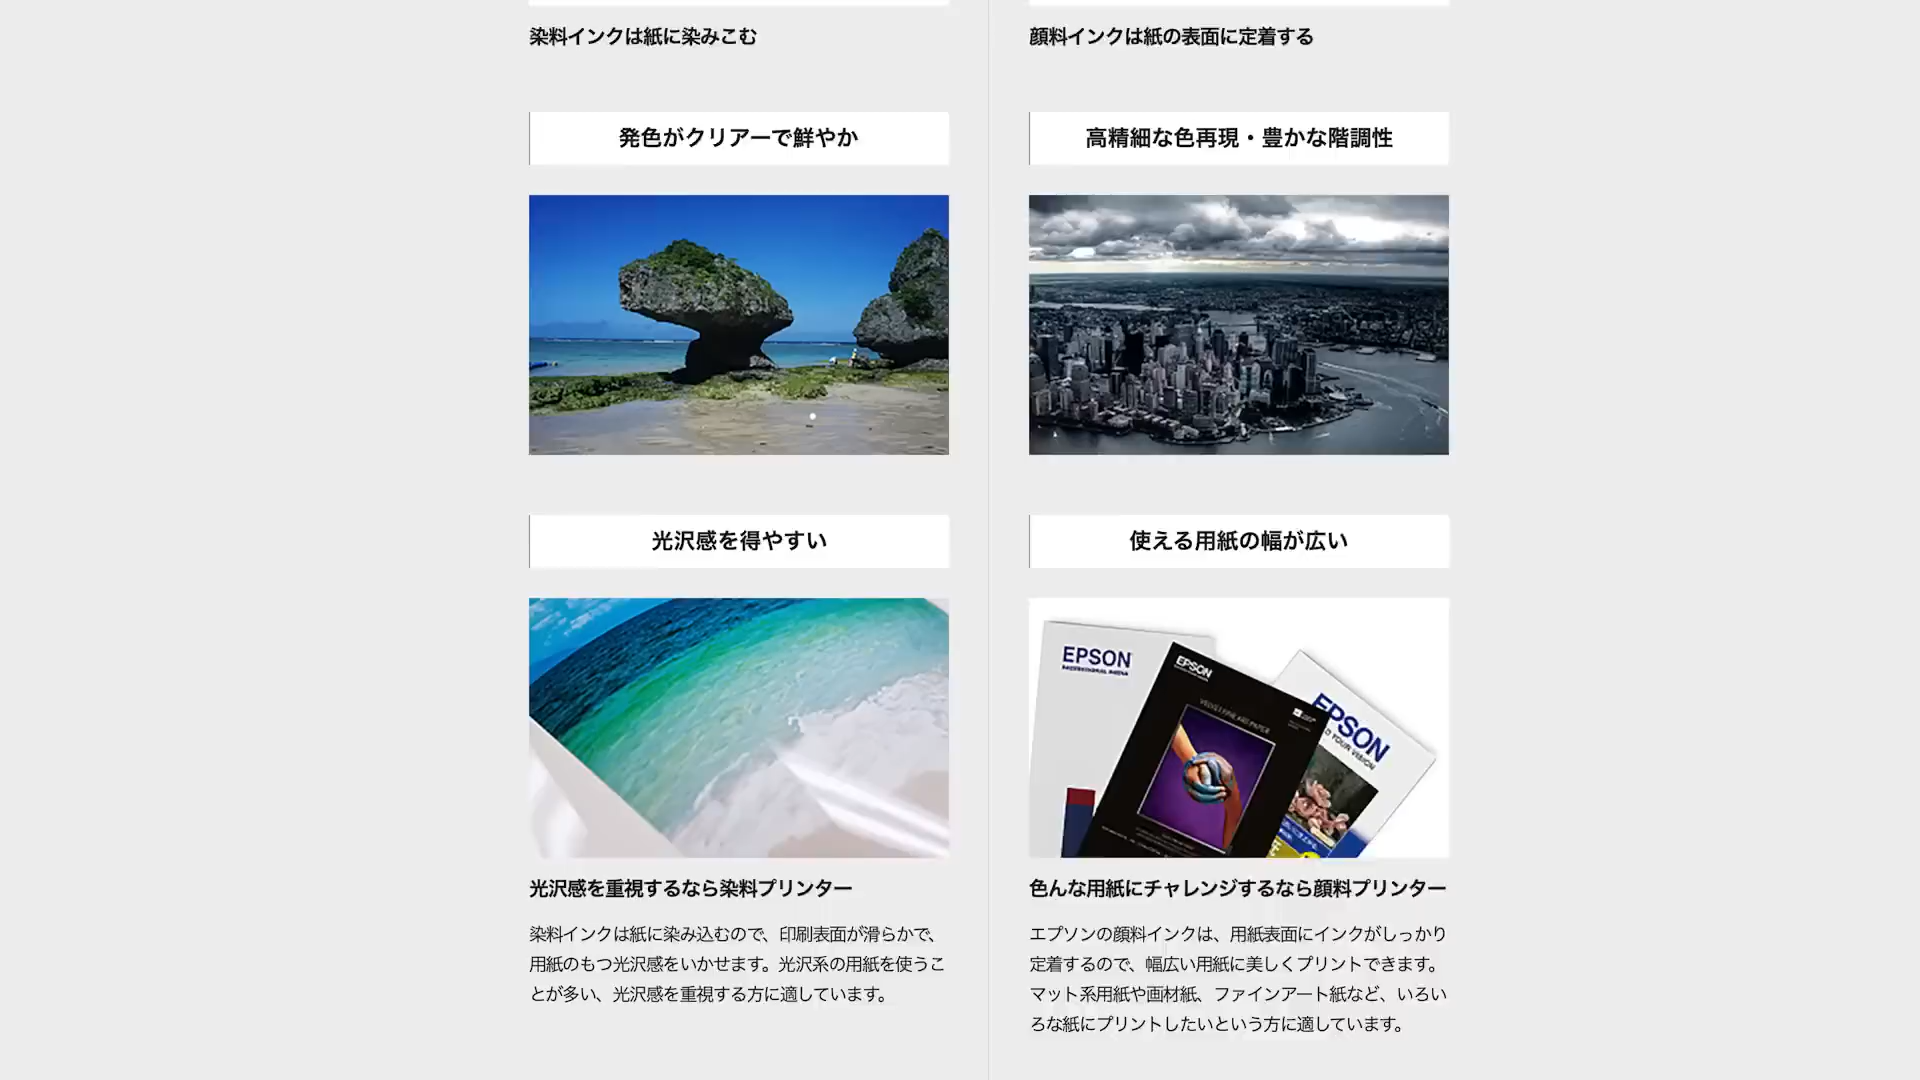 染料インクは紙に染みこむ
顔料インクは紙の表面に定着する
発色がクリアーで鮮やか
高精細な色再現・豊かな階調性
光沢感を得やすい
使える用紙の幅が広い
EPSON
PROFESSIONAL MEDIA
EPSON
VELVET FINE ART PAPER
EPSON
YOUR VISION
光沢感を重視するなら染料プリンター
染料インクは紙に染み込むので、印刷表面が滑らかで、
用紙のもつ光沢感をいかせます。光沢系の用紙を使うこ
とが多い、光沢感を重視する方に適しています。
色んな用紙にチャレンジするなら顔料プリンター
エプソンの顔料インクは、用紙表面にインクがしっかり
定着するので、幅広い用紙に美しくプリントできます。
マット系用紙や画材紙、ファインアート紙など、いろい
ろな紙にプリントしたいという方に適しています。